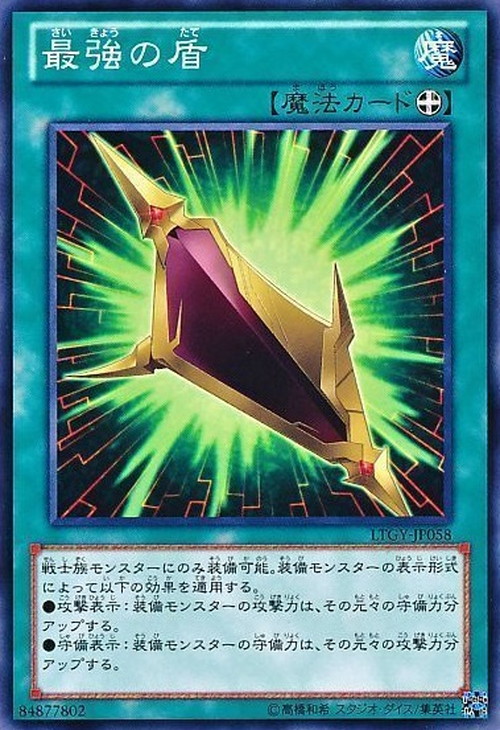 最強の盾
魔
【魔法カード】
LTGY-JP058
戦士族モンスターにのみ装備可能。装備モンスターの表示形式
によって以下の効果を適用する。
●攻撃表示：装備モンスターの攻撃力は、その元々の守備力分
アップする。
●守備表示：装備モンスターの守備力は、その元々の攻撃力分
アップする。
84877802
©高橋和希 スタジオ・ダイス/集英社